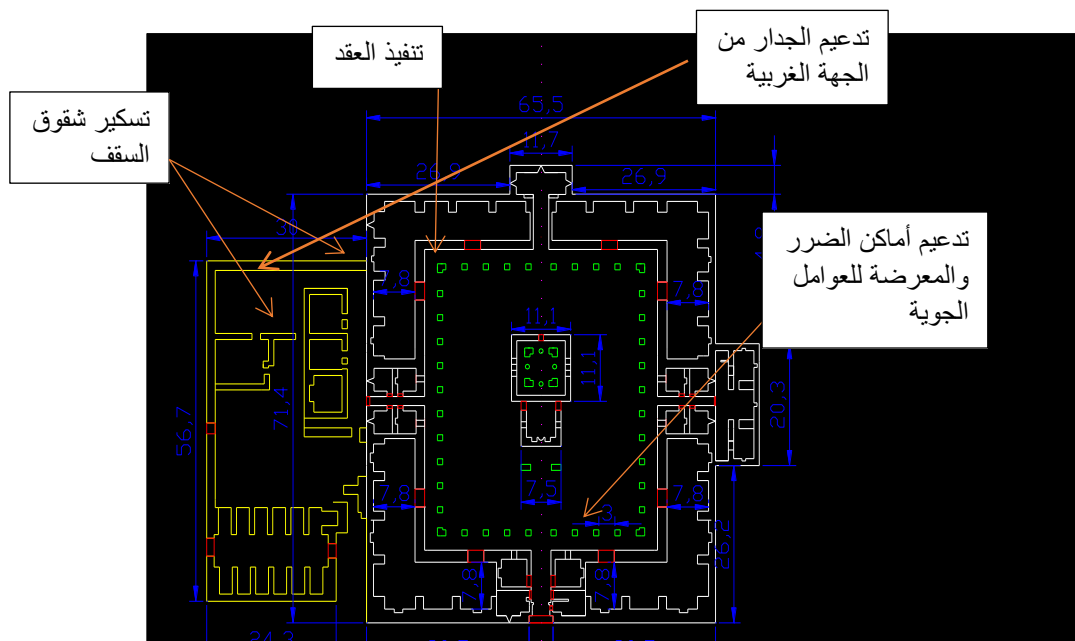 تدعيم الجدار من
الجهة الغربية
تنفيذ العقد
تسكير شقوق
السقف
تدعيم أماكن الضرر
والمعرضة للعوامل
الجوية
65,5
11,7
26,9
26,9
7,8
7,8
11,1
11,1
71,4
56,7
20,3
7,8
7,8
7,5
3
26,2
7,8
7,8